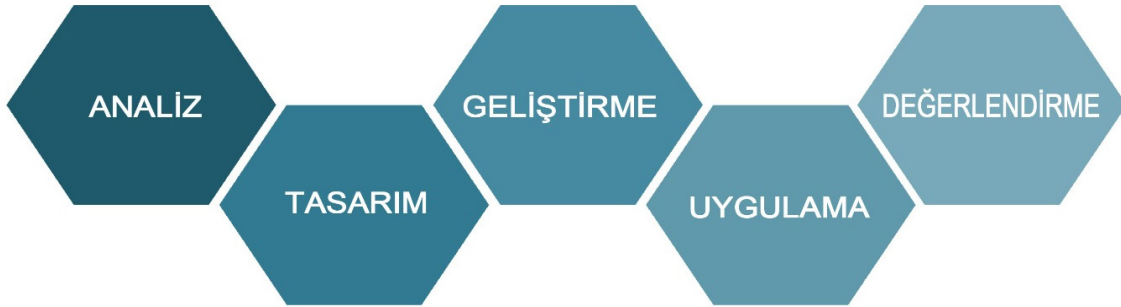 ANALİZ
TASARIM
GELİŞTİRME
UYGULAMA
DEĞERLENDİRME